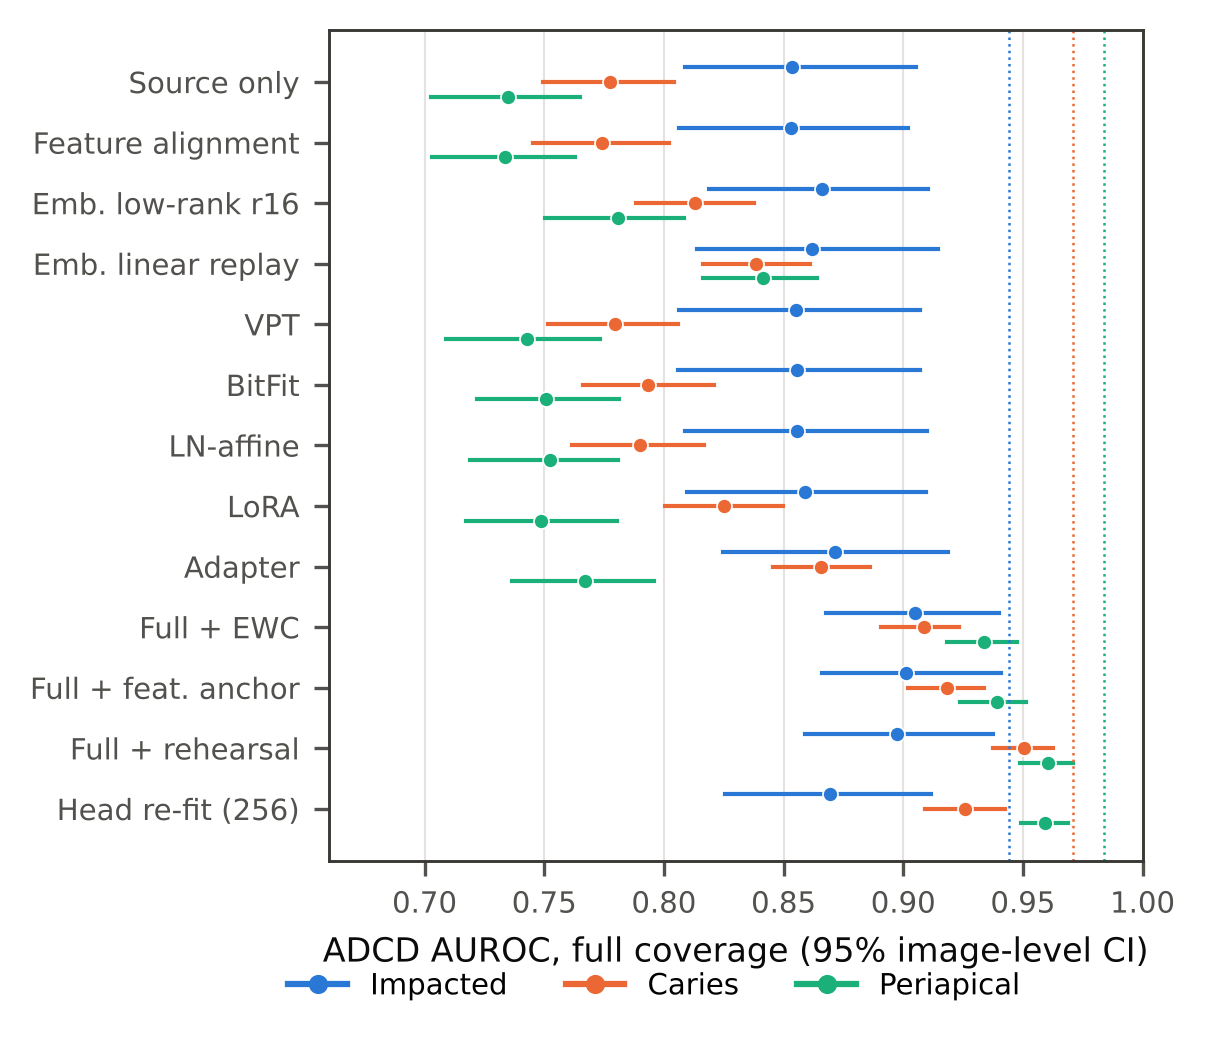 Source only
Feature alignment
Emb. low-rank r16
Emb. linear replay
VPT
BitFit
LN-affine
LoRA
Adapter
Full + EWC
Full + feat. anchor
Full + rehearsal
Head re-fit (256)
0.70 0.75 0.80 0.85 0.90 0.95 1.00
ADCD AUROC, full coverage (95% image-level CI)
Impacted Caries Periapical